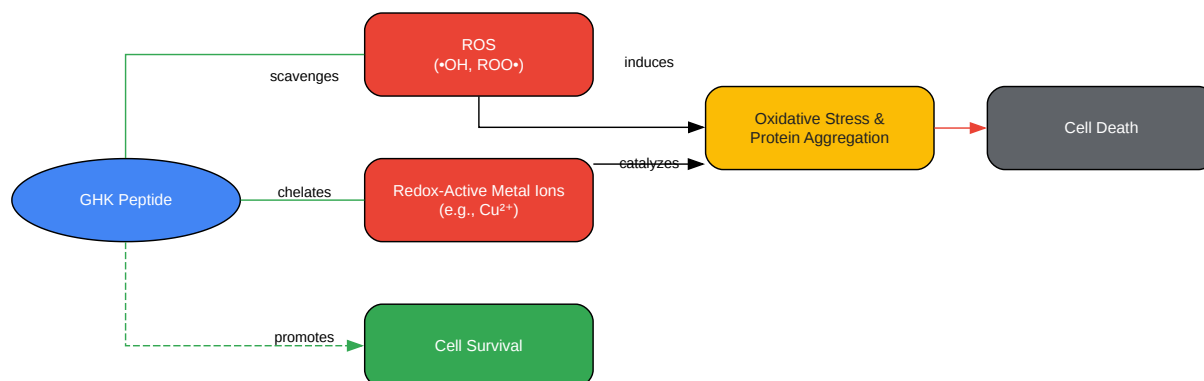 ROS
(•OH, ROO•)
scavenges
induces
Oxidative Stress &
Protein Aggregation
Cell Death
GHK Peptide
chelates
Redox-Active Metal Ions
(e.g., Cu²⁺)
catalyzes
promotes
Cell Survival